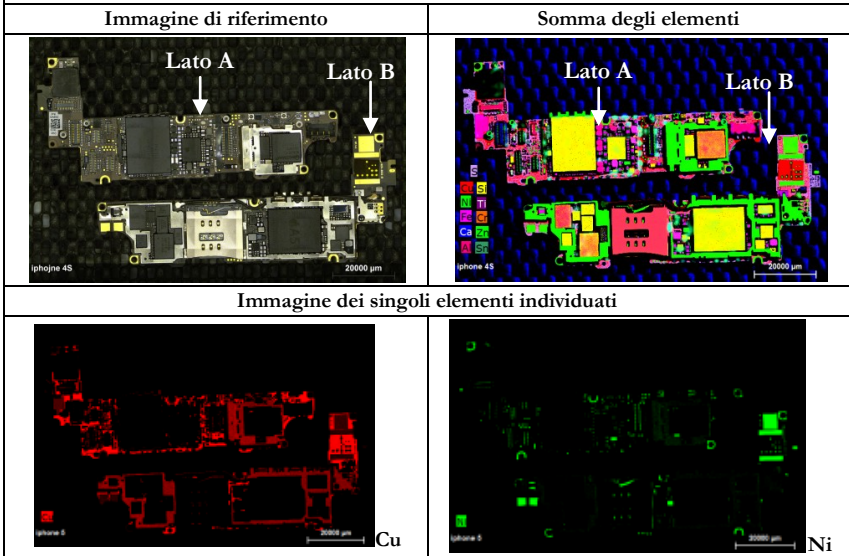 Immagine di riferimento
Somma degli elementi
Lato A
Lato B
iphojne 4S
20000 µm
Lato A
Lato B
S
Cu Si
Ni Ti
Fe Cr
Ca Zn
A Sn
iphone 4S
20000 µm
Immagine dei singoli elementi individuati
Cu
iphone 5
20000 µm
Cu
Ni
iphone 5
20000 µm
Ni